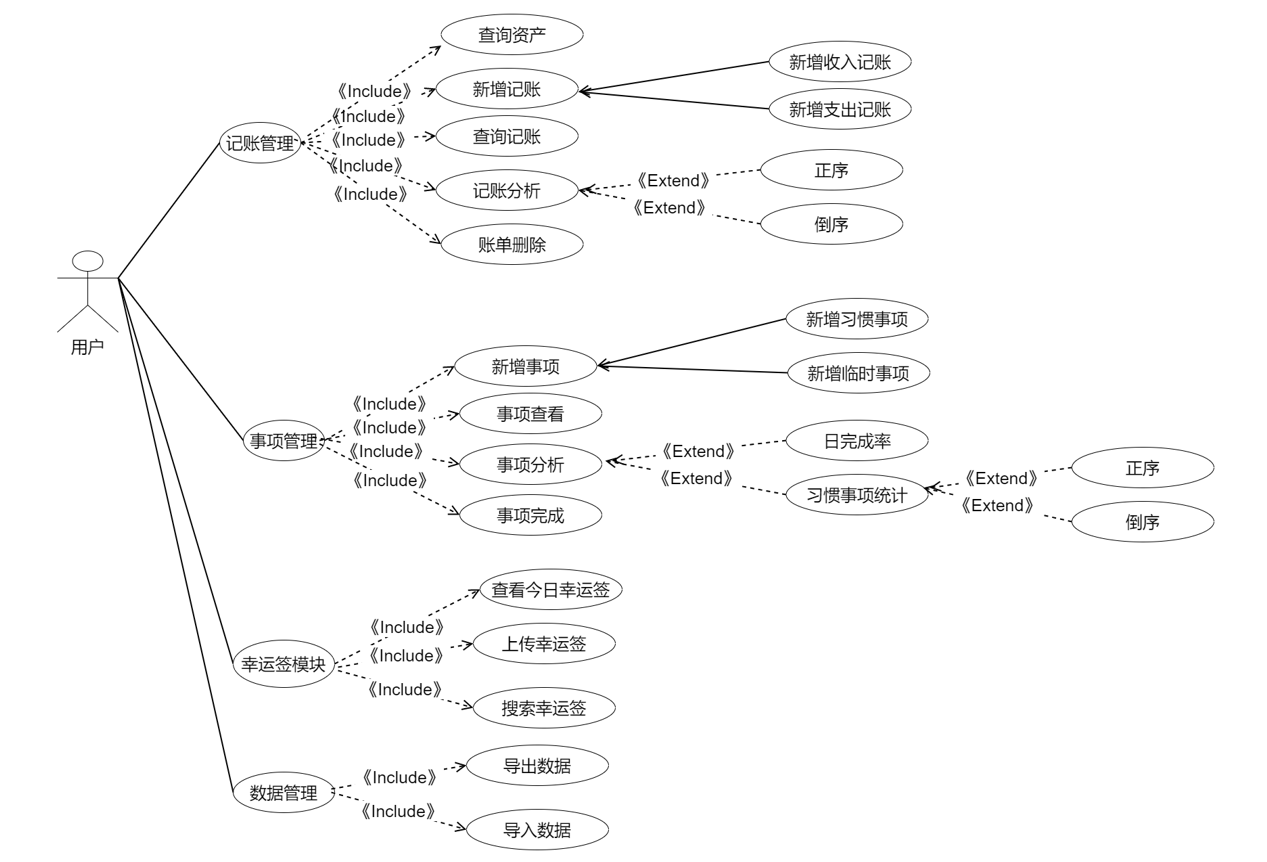 查询资产
新增收入记账
《Include》
新增记账
《Include》
新增支出记账
记账管理
《Include》
查询记账
《Include》
正序
《Extend》
记账分析
《Include》
《Extend》
倒序
账单删除
用户
新增习惯事项
新增事项
新增临时事项
《Include》
事项查看
《Include》
事项管理
日完成率
《Include》
《Extend》
事项分析
正序
《Include》
《Extend》
《Extend》
习惯事项统计
《Extend》
事项完成
倒序
查看今日幸运签
《Include》
上传幸运签
《Include》
幸运签模块
《Include》
搜索幸运签
导出数据
《Include》
数据管理
《Include》
导入数据